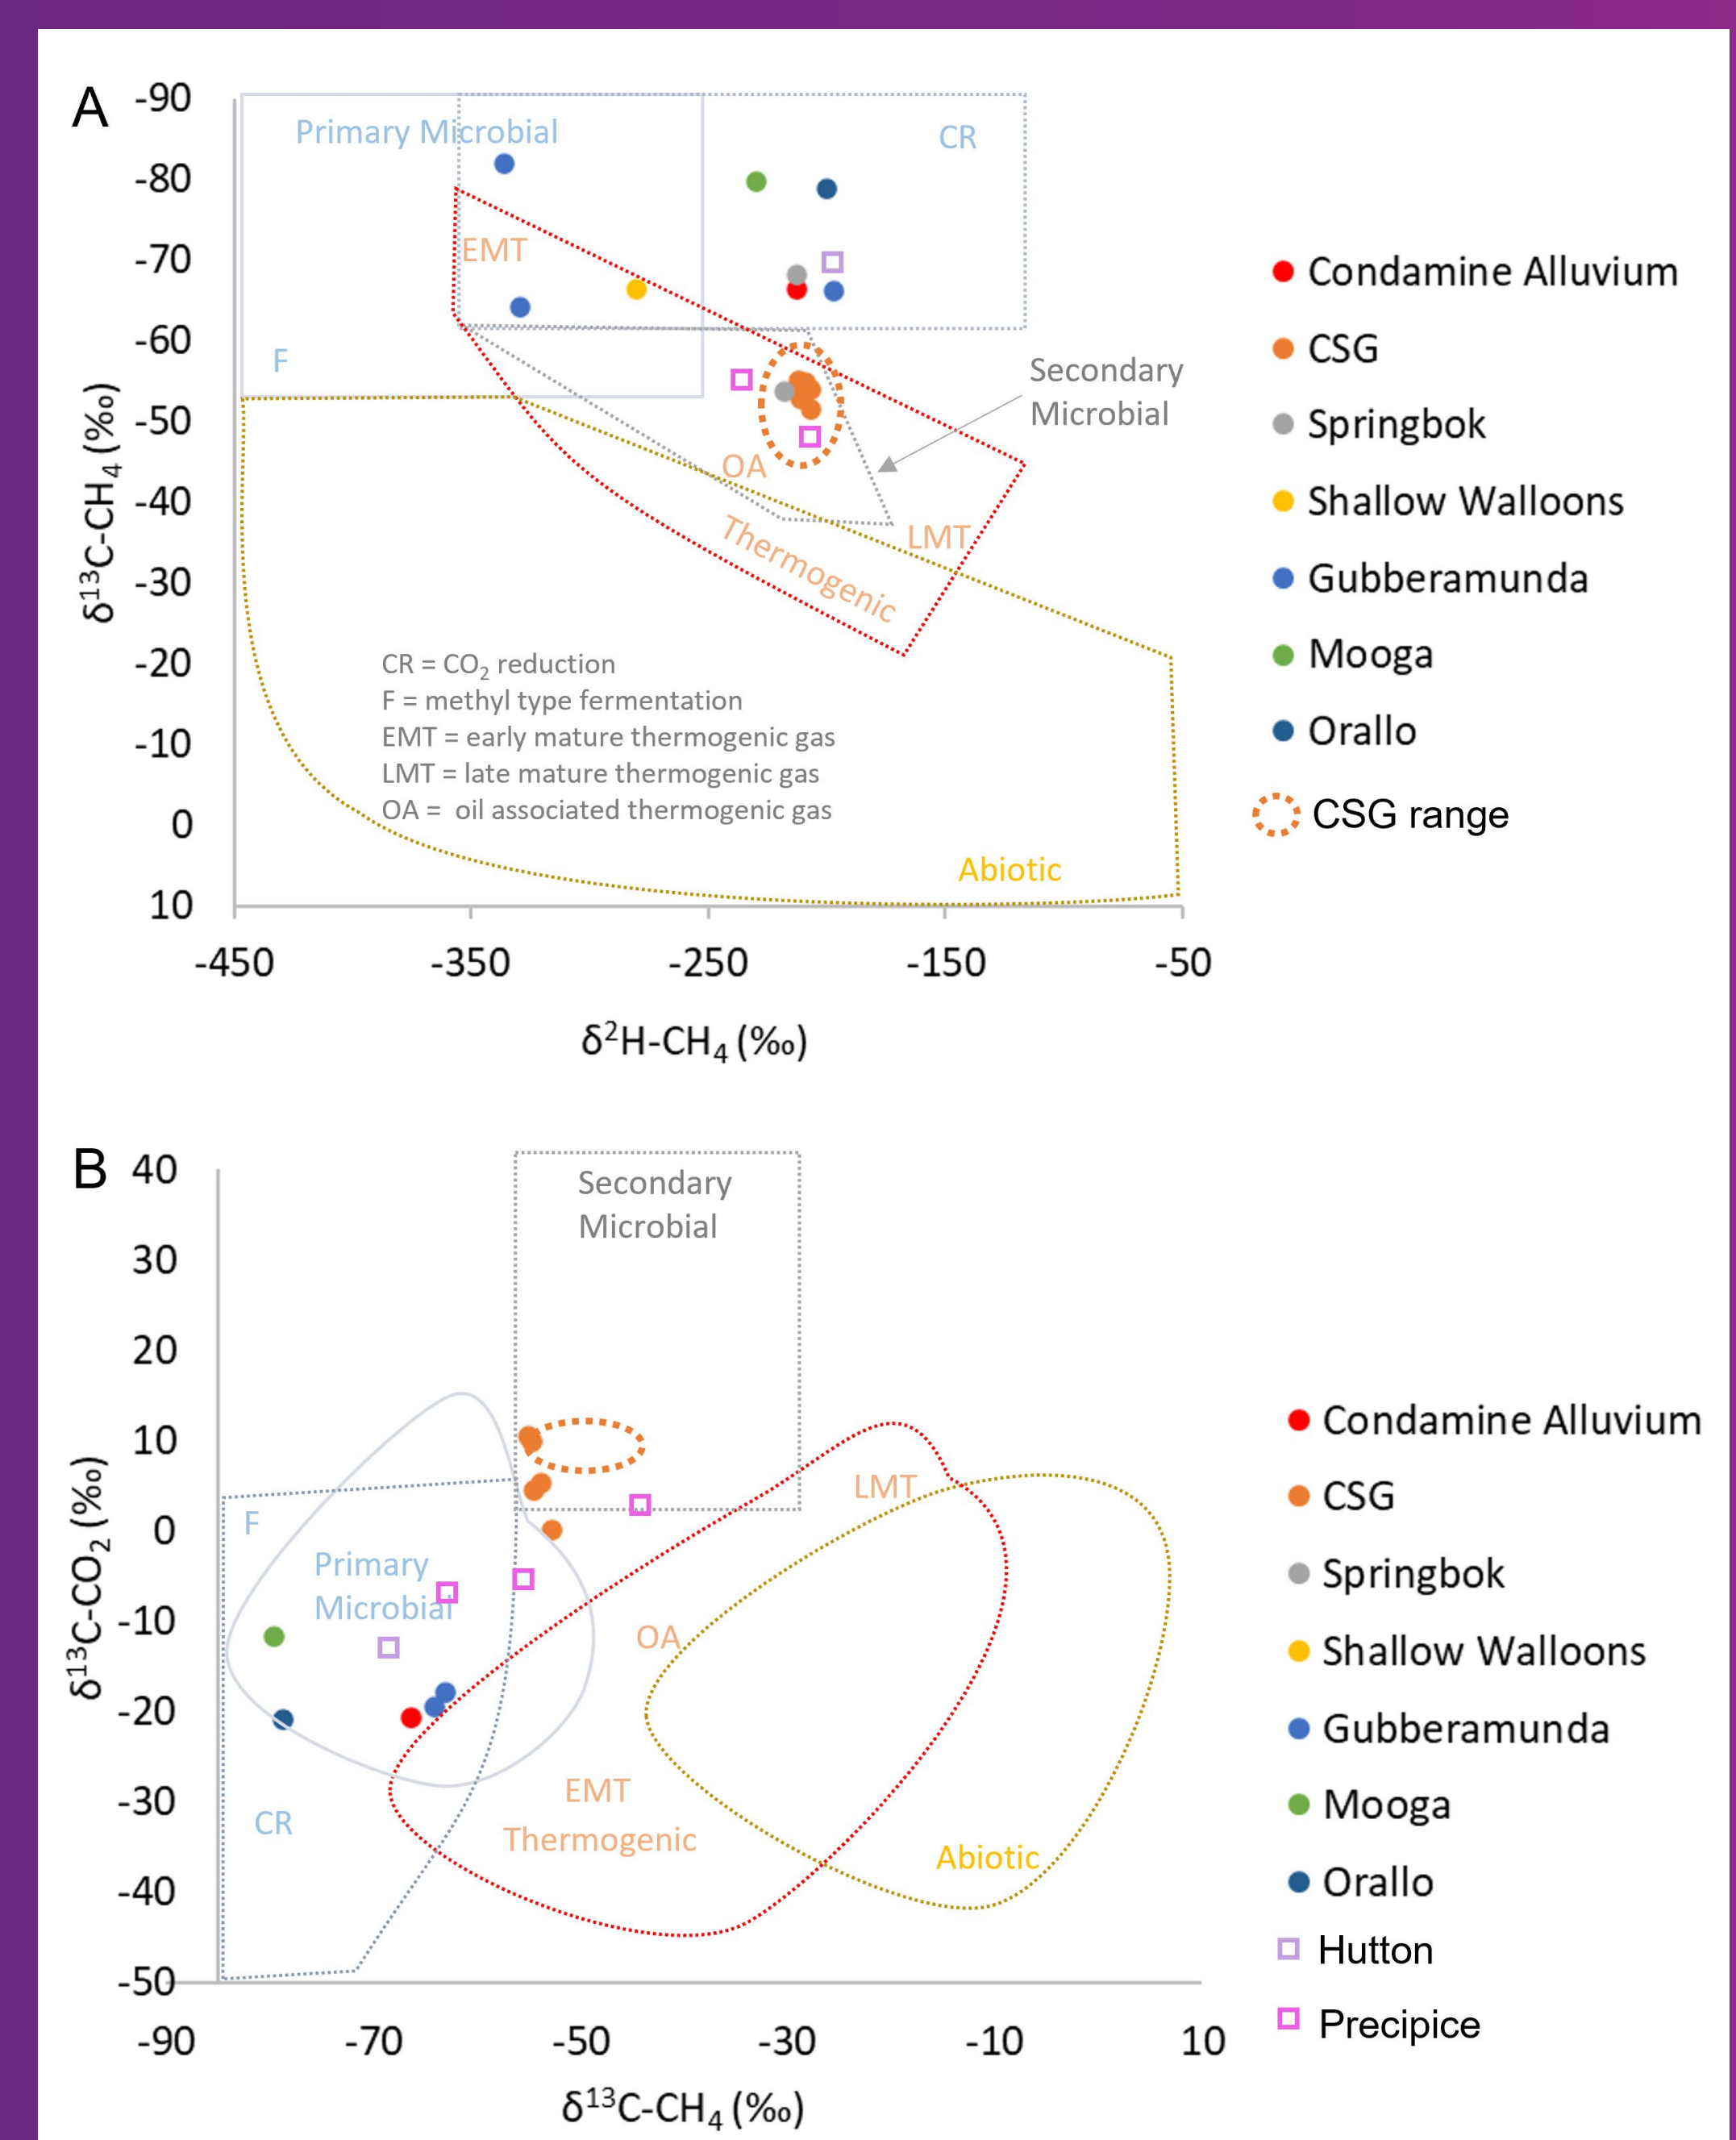 A
-90
-80
-70
-60
-50
-40
-30
-20
-10
0
10
δ¹³C-CH₄ (‰)
Primary Microbial
CR
EMT
F
Secondary
Microbial
OA
LMT
Thermogenic
CR = CO₂ reduction
F = methyl type fermentation
EMT = early mature thermogenic gas
LMT = late mature thermogenic gas
OA = oil associated thermogenic gas
Abiotic
-450 -350 -250 -150 -50
δ²H-CH₄ (‰)
Condamine Alluvium
CSG
Springbok
Shallow Walloons
Gubberamunda
Mooga
Orallo
CSG range
B
40
30
20
10
0
-10
-20
-30
-40
-50
δ¹³C-CO₂ (‰)
Secondary
Microbial
LMT
F
Primary
Microbial
OA
EMT
CR
Thermogenic
Abiotic
-90 -70 -50 -30 -10 10
δ¹³C-CH₄ (‰)
Condamine Alluvium
CSG
Springbok
Shallow Walloons
Gubberamunda
Mooga
Orallo
Hutton
Precipice